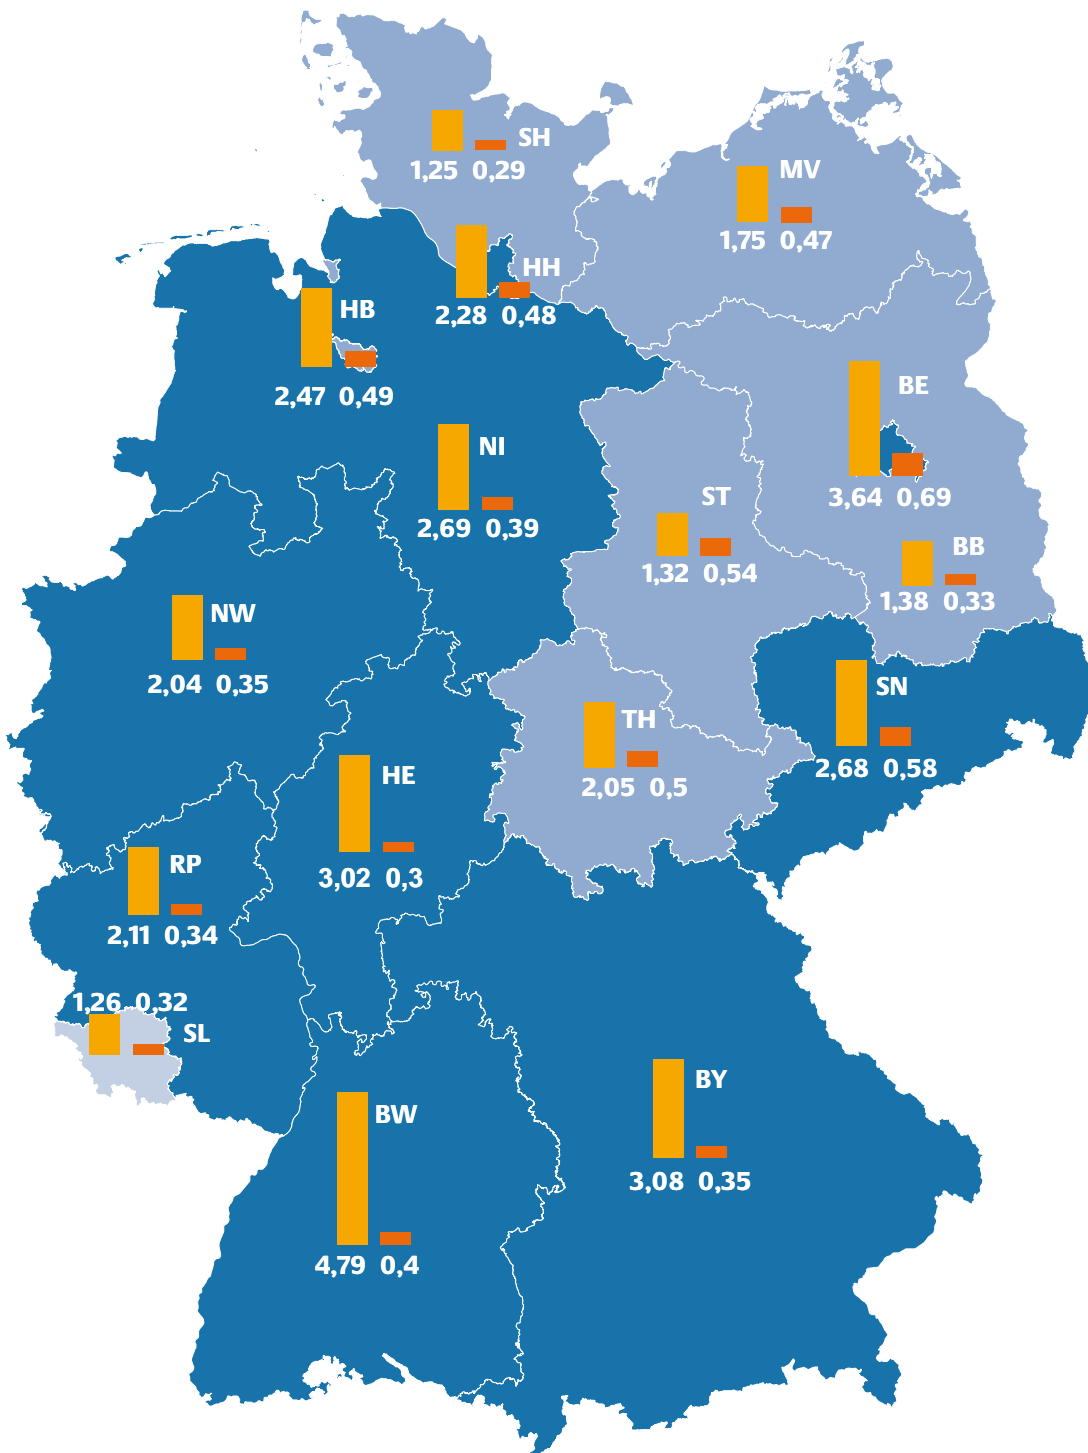 SH
1,25 0,29
MV
1,75 0,47
HH
2,28 0,48
HB
2,47 0,49
BE
3,64 0,69
NI
2,69 0,39
ST
1,32 0,54
BB
1,38 0,33
NW
2,04 0,35
SN
2,68 0,58
TH
2,05 0,5
HE
3,02 0,3
RP
2,11 0,34
1,26 0,32
SL
BY
3,08 0,35
BW
4,79 0,4